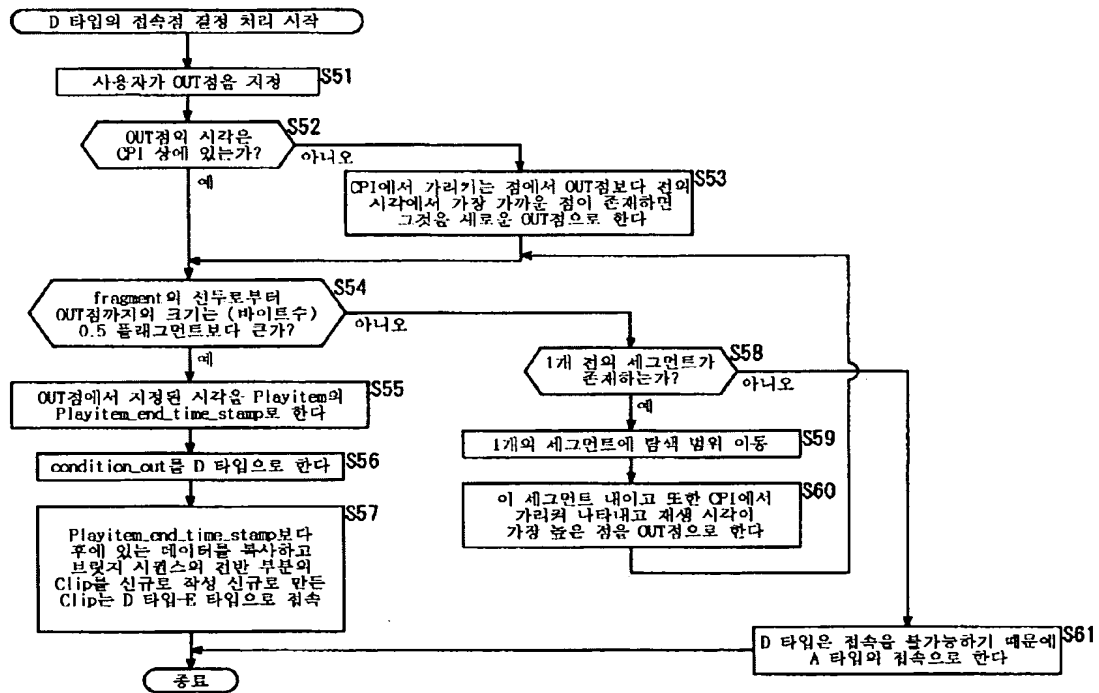 D 타입의 접속점 결정 처리 시작
사용자가 OUT점을 지정
S51
OUT점의 시각은
CPI 상에 있는가?
S52
아니오
예
CPI에서 가리키는 점에서 OUT점보다 전의
시각에서 가장 가까운 점이 존재하면
그것을 새로운 OUT점으로 한다
S53
fragment의 선두로부터
OUT점까지의 크기는 (바이트수)
0.5 플래그먼트보다 큰가?
S54
아니오
예
OUT점에서 지정된 시각을 Playitem의
Playitem_end_time_stamp로 한다
S55
condition_out를 D 타입으로 한다
S56
Playitem_end_time_stamp보다
후에 있는 데이터를 복사하고
브릿지 시퀀스의 전반 부분의
Clip를 신규로 작성 신규로 만든
Clip는 D 타입-E 타입으로 접속
S57
1개 전의 세그먼트가
존재하는가?
S58
아니오
예
1개의 세그먼트에 탐색 범위 이동
S59
이 세그먼트 내이고 또한 CPI에서
가리켜 나타내고 재생 시각이
가장 높은 점을 OUT점으로 한다
S60
D 타입은 접속을 불가능하기 때문에
A 타입의 접속으로 한다
S61
종료